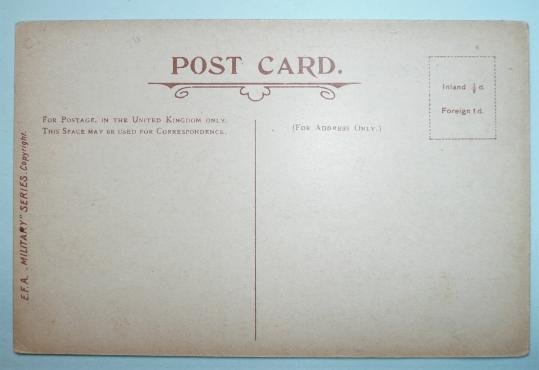 POST CARD.
FOR POSTAGE, IN THE UNITED KINGDOM ONLY,
THIS SPACE MAY BE USED FOR CORRESPONDENCE.
(FOR ADDRESS ONLY.)
Inland ½d.
Foreign 1d.
E.F.A. "MILITARY" SERIES. Copyright.